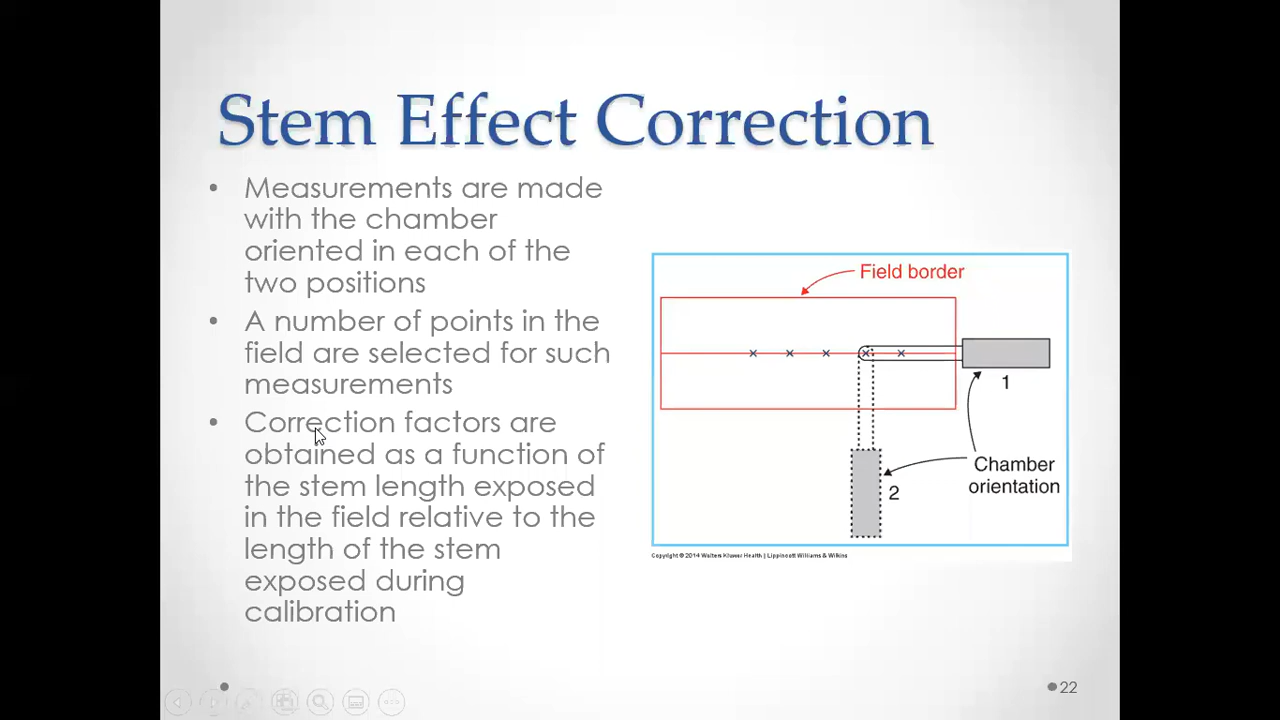 Stem Effect Correction
• Measurements are made
with the chamber
oriented in each of the
two positions
• A number of points in the
field are selected for such
measurements
• Correction factors are
obtained as a function of
the stem length exposed
in the field relative to the
length of the stem
exposed during
calibration
Field border
1
Chamber
orientation
2
Copyright © 2014 Wolters Kluwer Health | Lippincott Williams & Wilkins
22